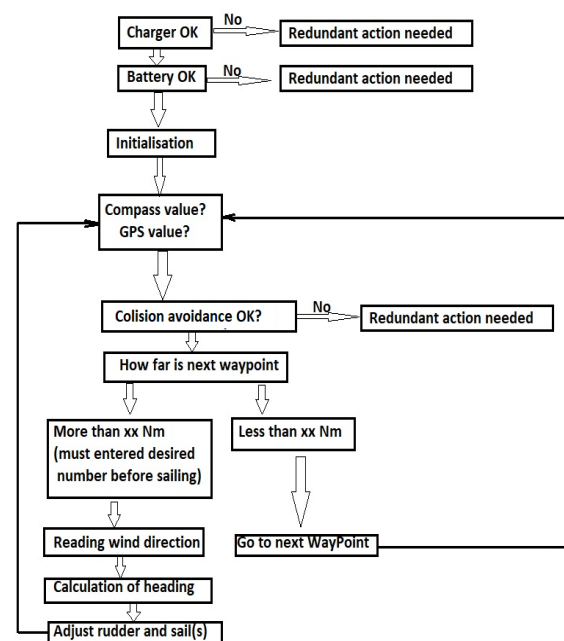 Charger OK
No
Redundant action needed
Battery OK
No
Redundant action needed
Initialisation
Compass value?
GPS value?
Colision avoidance OK?
No
Redundant action needed
How far is next waypoint
More than xx Nm
(must entered desired
number before sailing)
Less than xx Nm
Reading wind direction
Go to next WayPoint
Calculation of heading
Adjust rudder and sail(s)